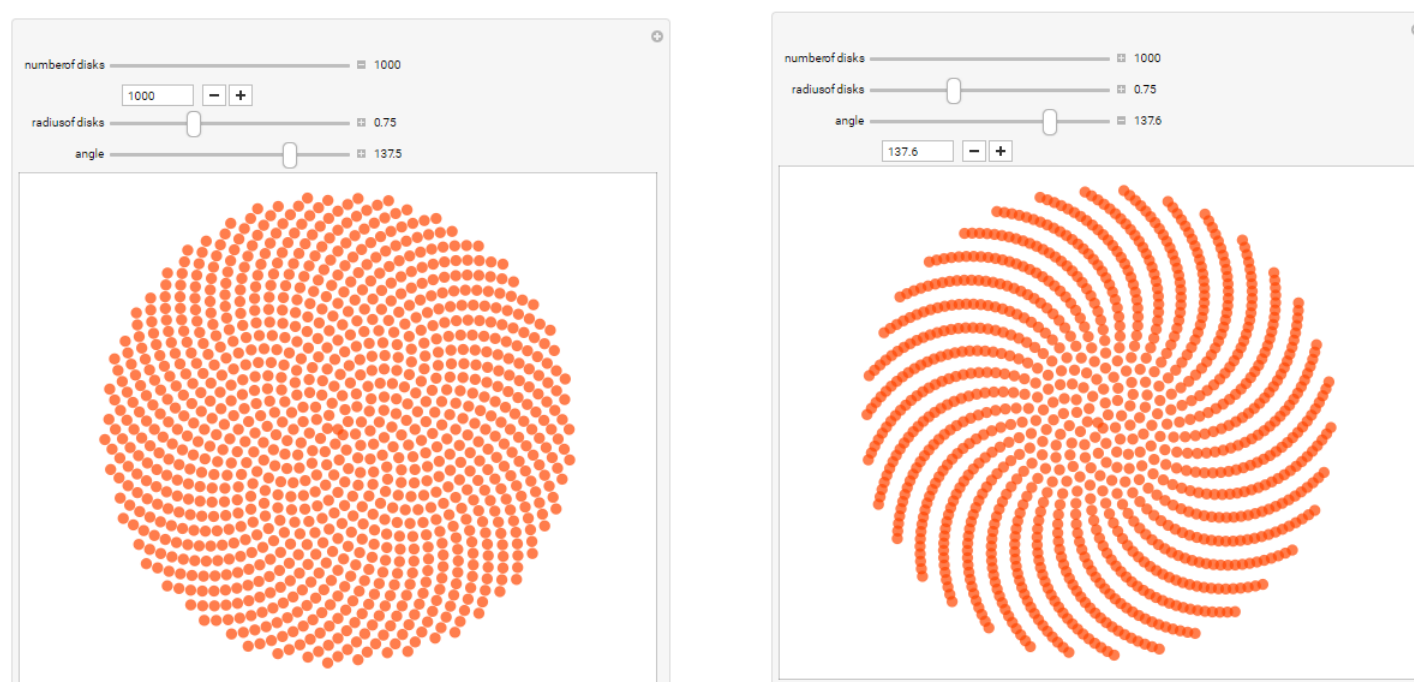 numberof disks 1000
1000
radiusof disks 0.75
angle 137.5
numberof disks 1000
radiusof disks 0.75
angle 137.6
137.6